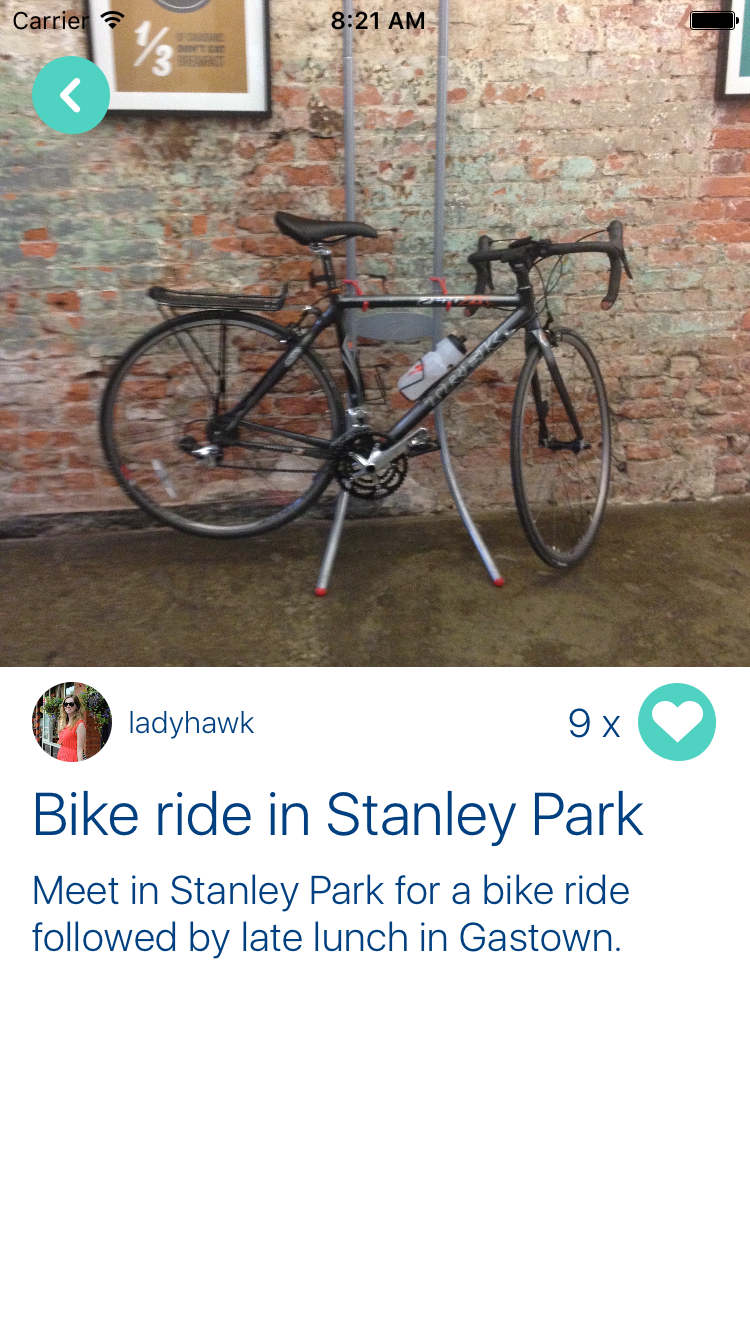 Carrier 8:21 AM
1/3
TREK
ladyhawk
9 x
Bike ride in Stanley Park
Meet in Stanley Park for a bike ride
followed by late lunch in Gastown.